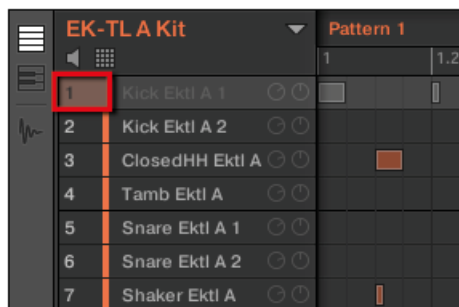 EK-TL A Kit
Pattern 1
1
1.2
1 Kick Ektl A 1
2 Kick Ektl A 2
3 ClosedHH Ektl A
4 Tamb Ektl A
5 Snare Ektl A 1
6 Snare Ektl A 2
7 Shaker Ektl A